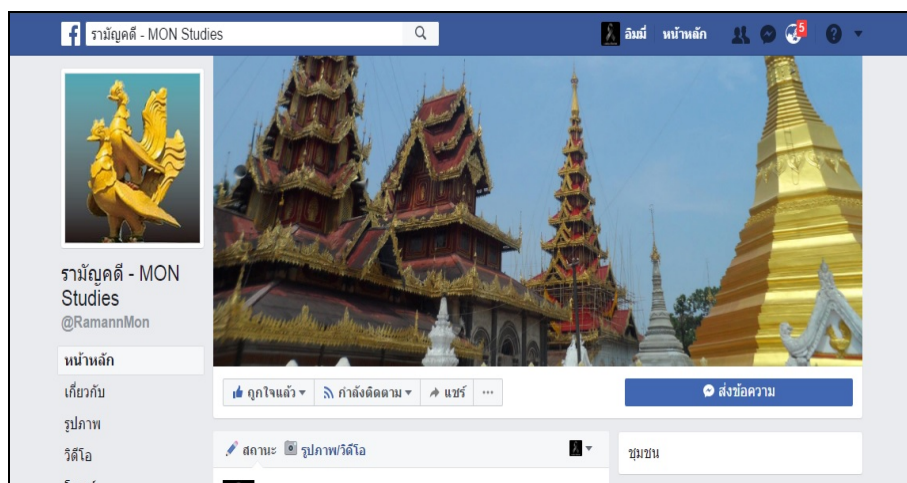 รามัญคดี - MON Studies
อิมมี่ หน้าหลัก 5 ?
รามัญคดี - MON
Studies
@RamannMon
หน้าหลัก
เกี่ยวกับ
รูปภาพ
วิดีโอ
ถูกใจแล้ว กำลังติดตาม แชร์ ...
ส่งข้อความ
สถานะ รูปภาพ/วิดีโอ
ชุมชน